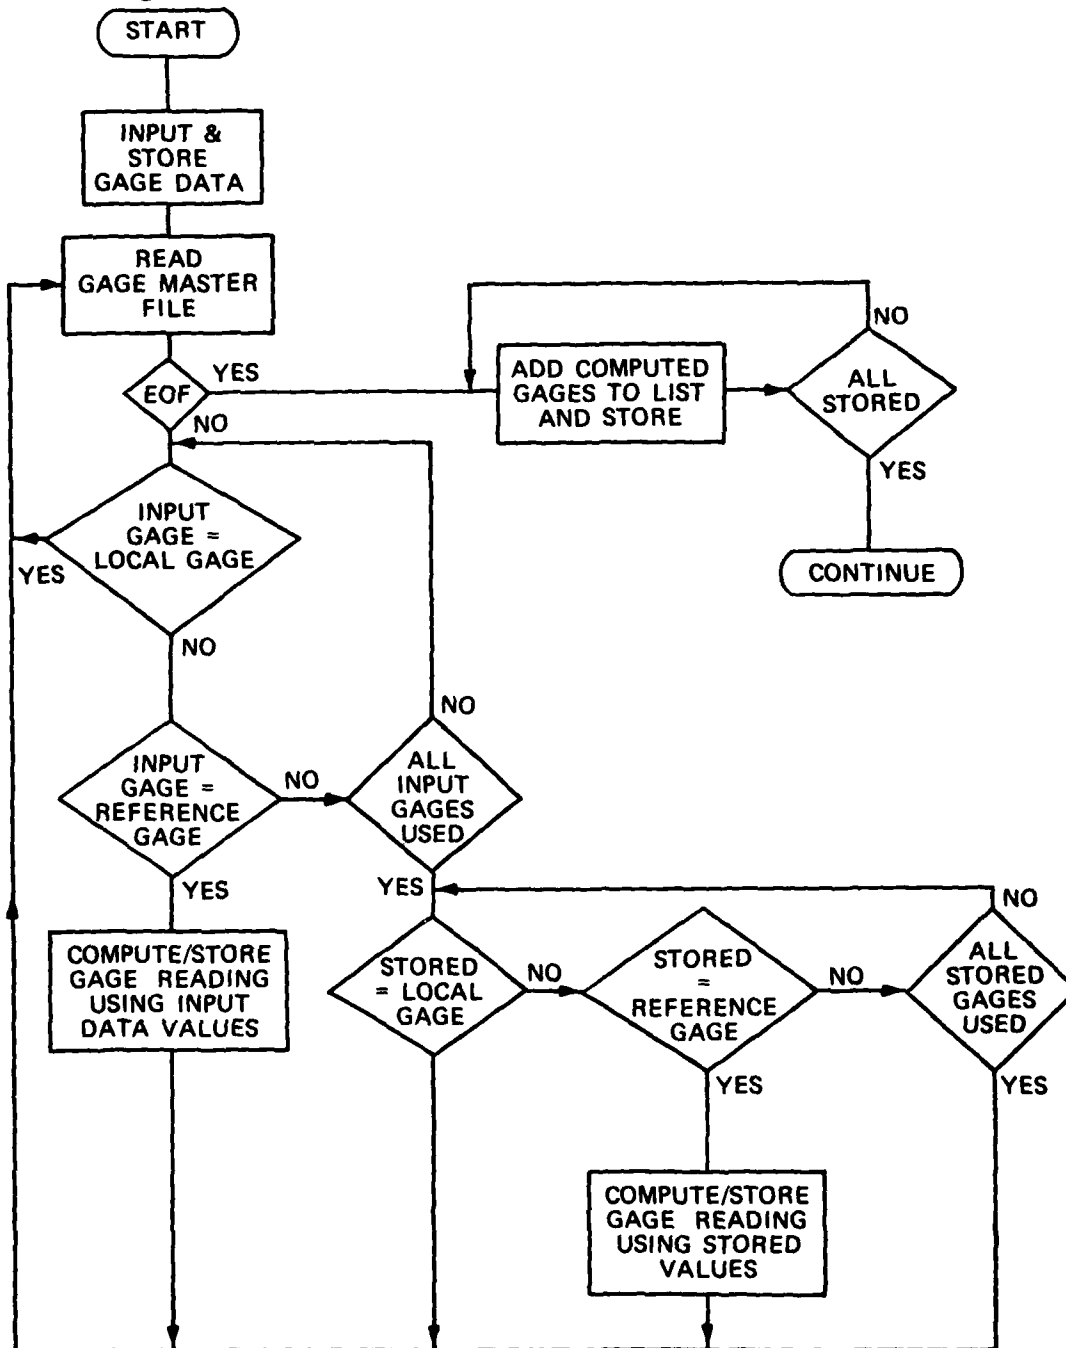 START
INPUT &
STORE
GAGE DATA
READ
GAGE MASTER
FILE
EOF
YES
NO
ADD COMPUTED
GAGES TO LIST
AND STORE
NO
ALL
STORED
YES
CONTINUE
INPUT
GAGE =
LOCAL GAGE
YES
NO
INPUT
GAGE =
REFERENCE
GAGE
NO
YES
NO
ALL
INPUT
GAGES
USED
YES
COMPUTE/STORE
GAGE READING
USING INPUT
DATA VALUES
STORED
= LOCAL
GAGE
NO
STORED
=
REFERENCE
GAGE
NO
YES
NO
ALL
STORED
GAGES
USED
YES
COMPUTE/STORE
GAGE READING
USING STORED
VALUES